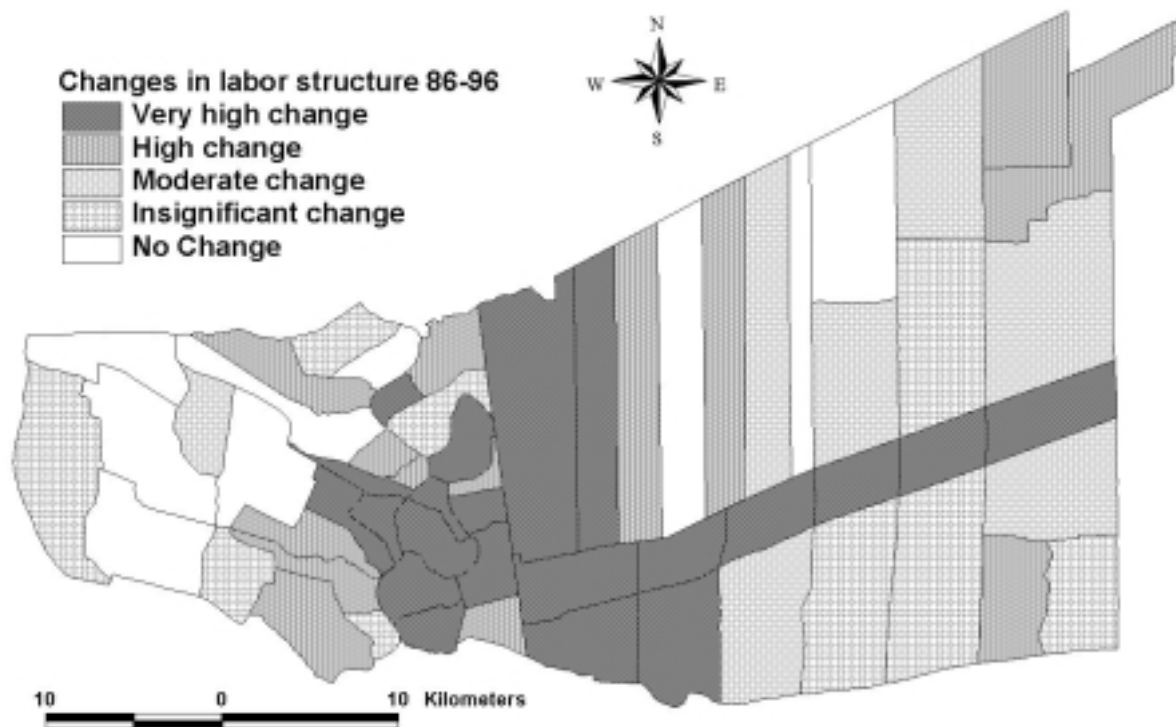 N
W E
S
Changes in labor structure 86-96
Very high change
High change
Moderate change
Insignificant change
No Change
10 0 10 Kilometers